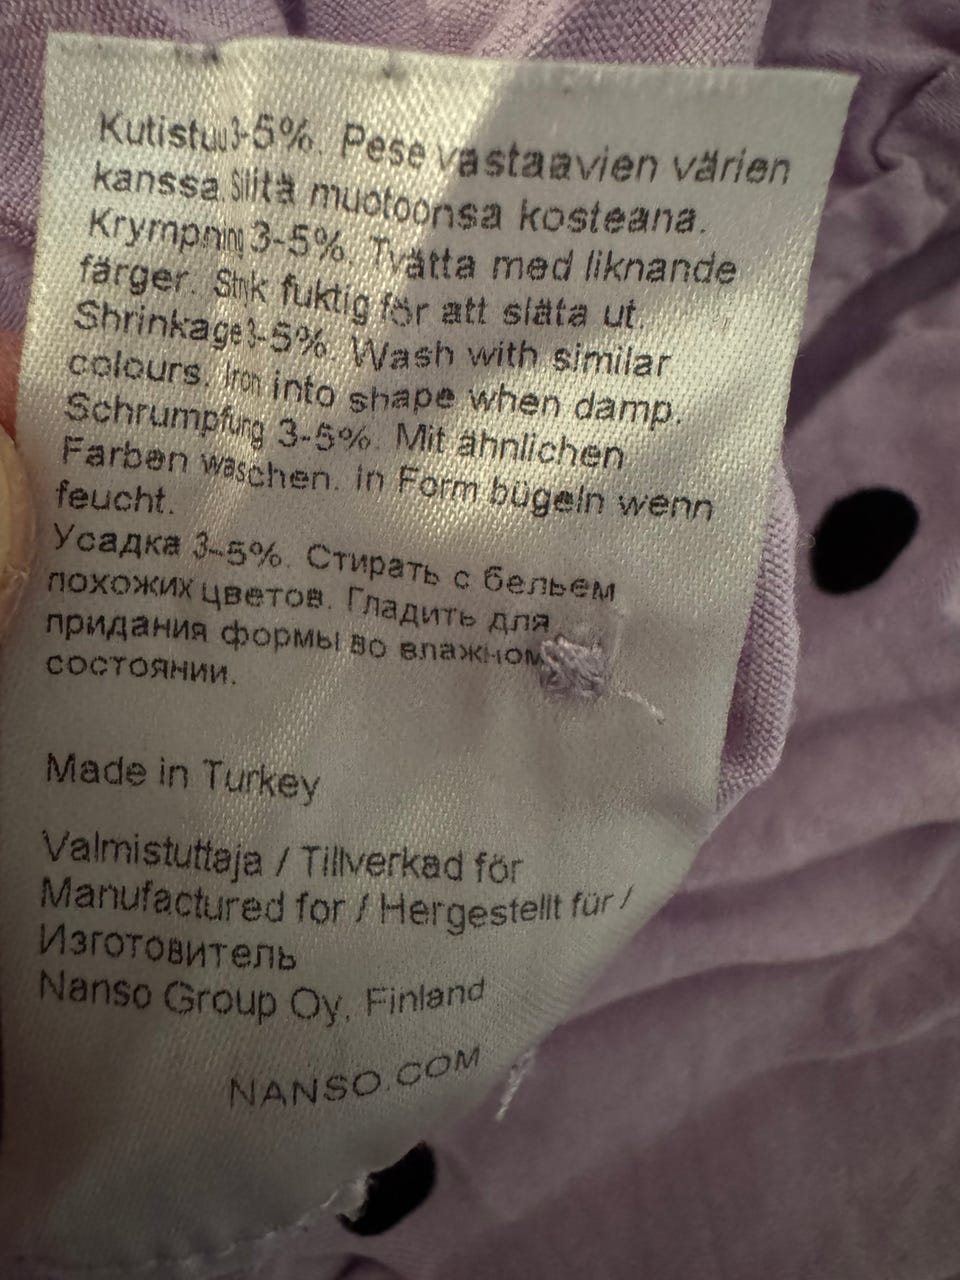 Kutistuu 3-5%. Pese vastaavien värien
kanssa. Silitä muotoonsa kosteana.
Krympning 3-5%. Tvätta med liknande
färger. Stryk fuktig för att släta ut.
Shrinkage 3-5%. Wash with similar
colours. Iron into shape when damp.
Schrumpfung 3-5%. Mit ähnlichen
Farben waschen. In Form bügeln wenn
feucht.
Усадка 3-5%. Стирать с бельем
похожих цветов. Гладить для
придания формы во влажном
состоянии.
Made in Turkey
Valmistuttaja / Tillverkad för
Manufactured for / Hergestellt für /
Изготовитель
Nanso Group Oy, Finland
NANSO.COM